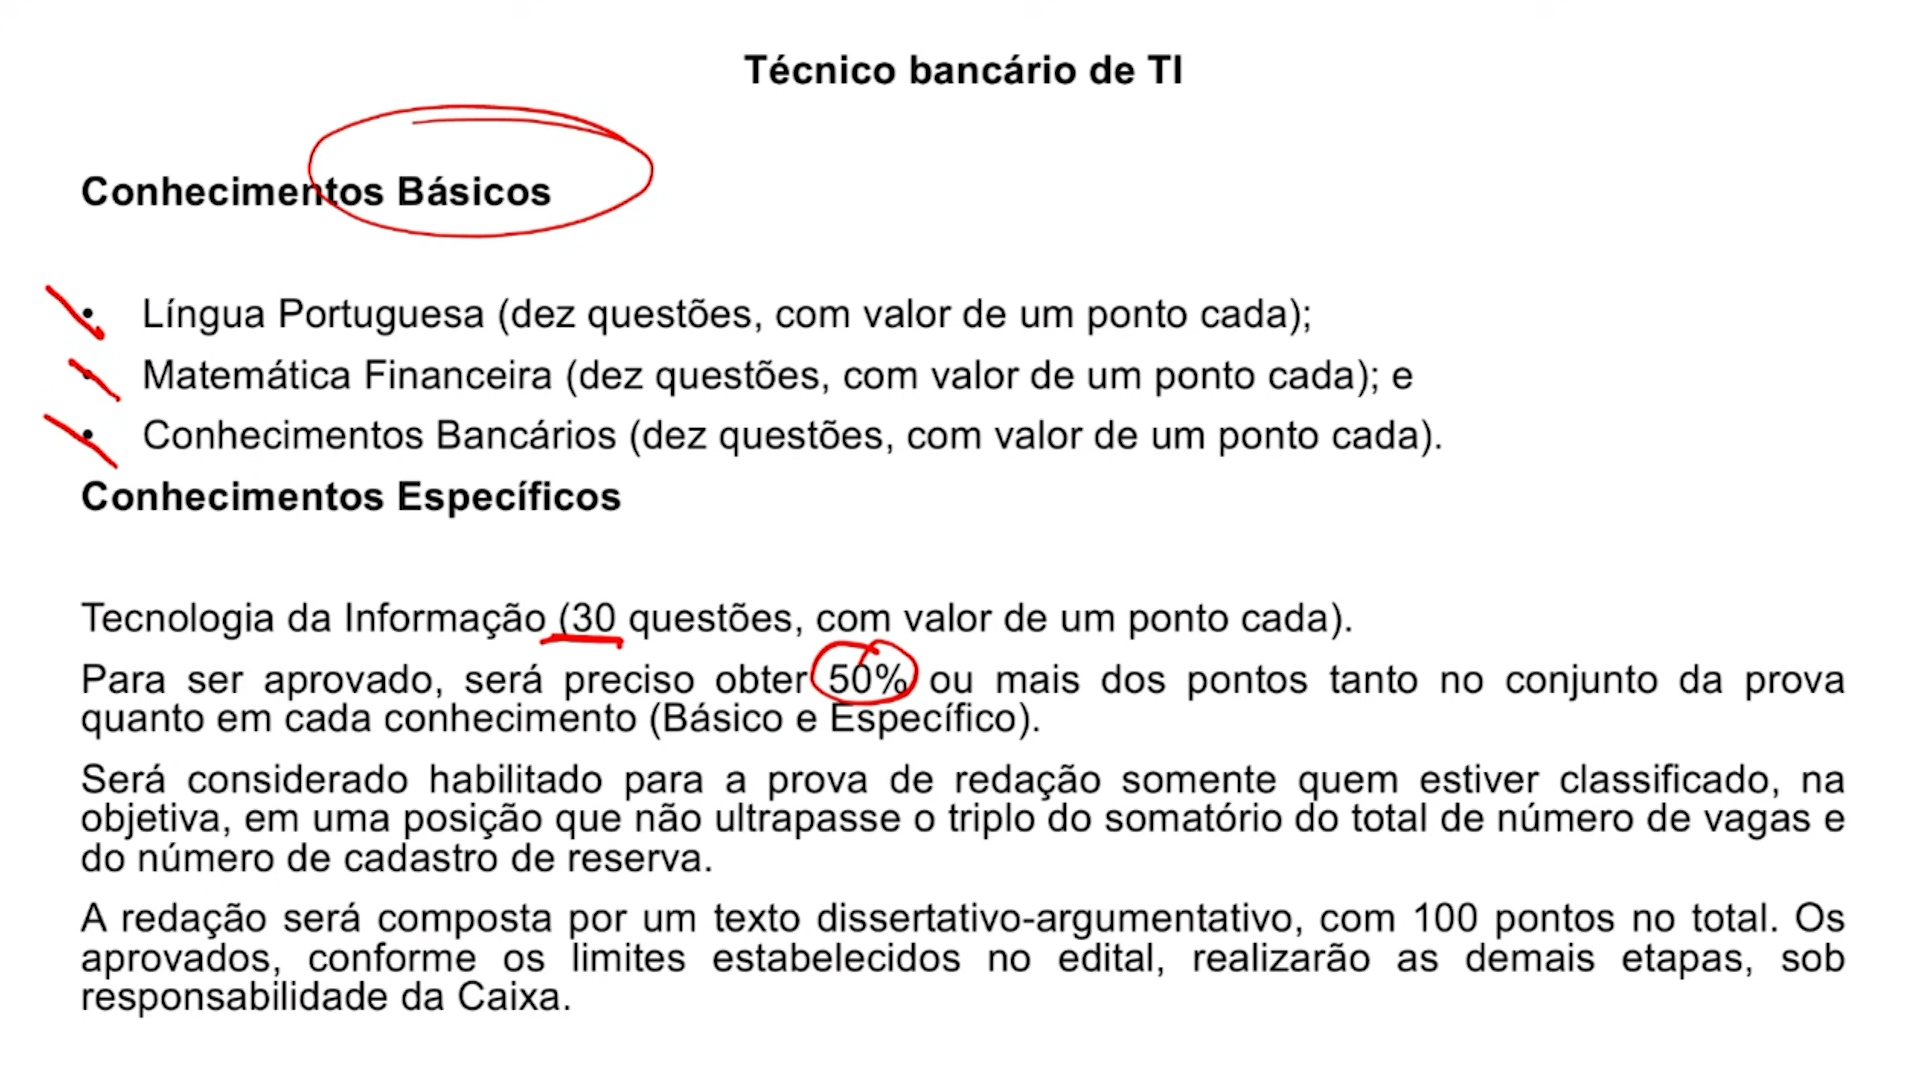 Técnico bancário de TI
Conhecimentos Básicos
• Língua Portuguesa (dez questões, com valor de um ponto cada);
• Matemática Financeira (dez questões, com valor de um ponto cada); e
• Conhecimentos Bancários (dez questões, com valor de um ponto cada).
Conhecimentos Específicos
Tecnologia da Informação (30 questões, com valor de um ponto cada).
Para ser aprovado, será preciso obter 50% ou mais dos pontos tanto no conjunto da prova
quanto em cada conhecimento (Básico e Específico).
Será considerado habilitado para a prova de redação somente quem estiver classificado, na
objetiva, em uma posição que não ultrapasse o triplo do somatório do total de número de vagas e
do número de cadastro de reserva.
A redação será composta por um texto dissertativo-argumentativo, com 100 pontos no total. Os
aprovados, conforme os limites estabelecidos no edital, realizarão as demais etapas, sob
responsabilidade da Caixa.